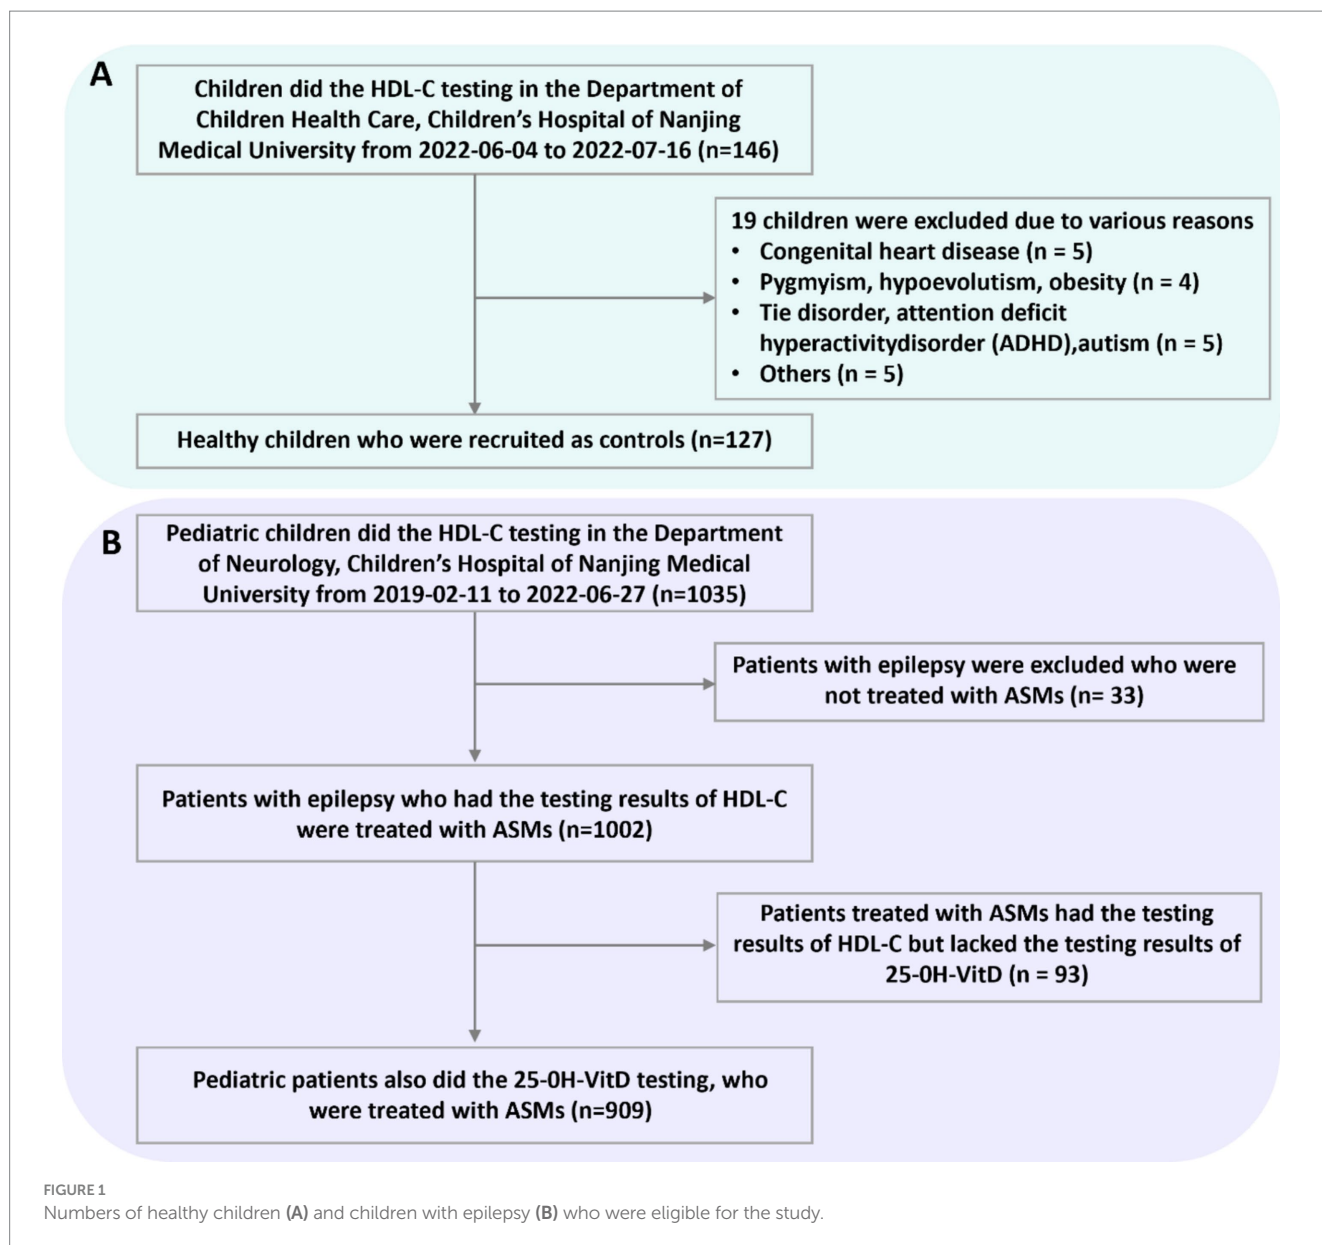 A
Children did the HDL-C testing in the Department of
Children Health Care, Children's Hospital of Nanjing
Medical University from 2022-06-04 to 2022-07-16 (n=146)
19 children were excluded due to various reasons
• Congenital heart disease (n = 5)
• Pygmyism, hypoevolutism, obesity (n = 4)
• Tie disorder, attention deficit
hyperactivitydisorder (ADHD),autism (n = 5)
• Others (n = 5)
Healthy children who were recruited as controls (n=127)
B
Pediatric children did the HDL-C testing in the Department
of Neurology, Children's Hospital of Nanjing Medical
University from 2019-02-11 to 2022-06-27 (n=1035)
Patients with epilepsy were excluded who were
not treated with ASMs (n= 33)
Patients with epilepsy who had the testing results of HDL-C
were treated with ASMs (n=1002)
Patients treated with ASMs had the testing
results of HDL-C but lacked the testing results of
25-0H-VitD (n = 93)
Pediatric patients also did the 25-0H-VitD testing, who
were treated with ASMs (n=909)
FIGURE 1
Numbers of healthy children (A) and children with epilepsy (B) who were eligible for the study.